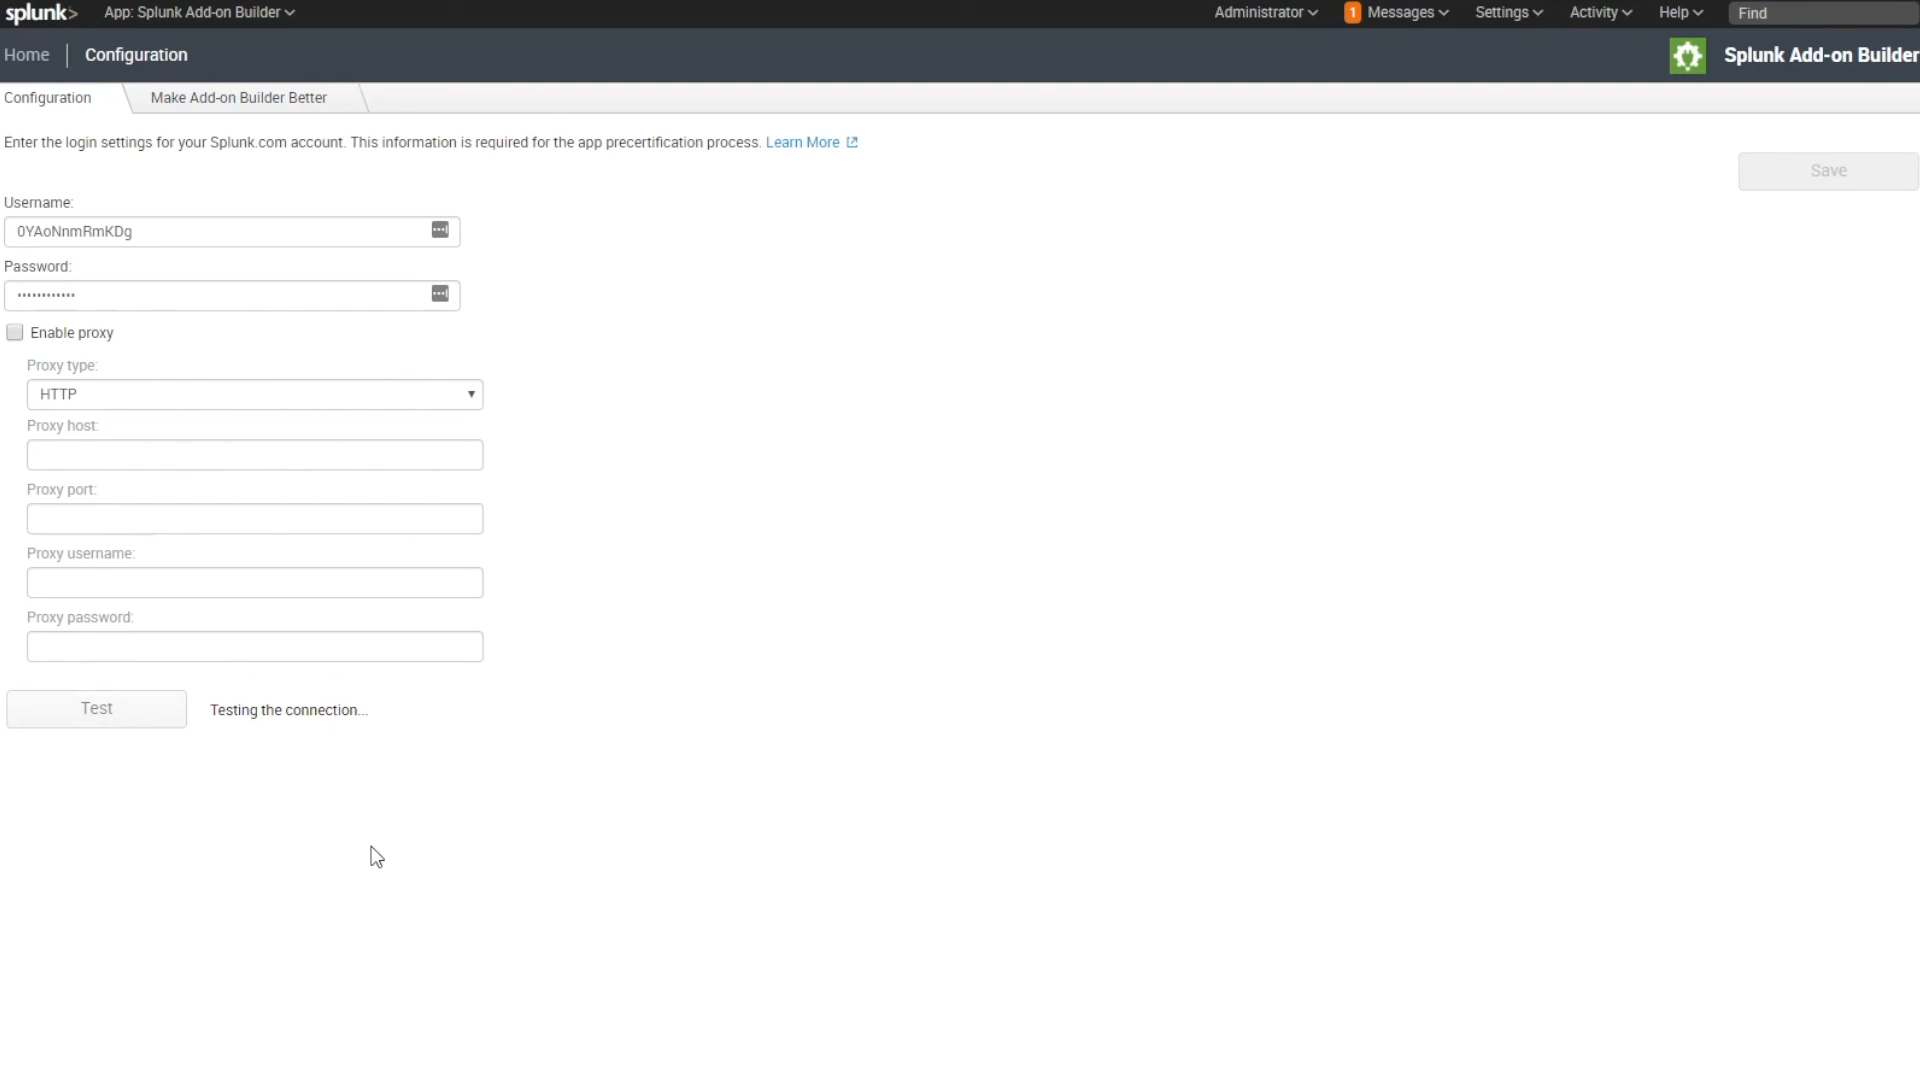 splunk> App: Splunk Add-on Builder Administrator 1 Messages Settings Activity Help Find
Home Configuration Splunk Add-on Builder
Configuration Make Add-on Builder Better
Enter the login settings for your Splunk.com account. This information is required for the app precertification process. Learn More
Save
Username:
0YAoNnmRmKDg
Password:
••••••••••••
Enable proxy
Proxy type:
HTTP
Proxy host:
Proxy port:
Proxy username:
Proxy password:
Test Testing the connection...